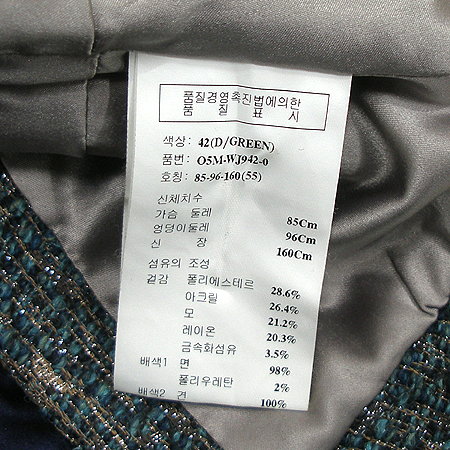 품질경영촉진법에의한
품 질 표 시
색상: 42(D/GREEN)
품번: O5M-WJ942-0
호칭: 85-96-160(55)
신체치수
가슴 둘레 85Cm
엉덩이둘레 96Cm
신 장 160Cm
섬유의 조성
겉감 폴리에스테르 28.6%
아크릴 26.4%
모 21.2%
레이온 20.3%
금속화섬유 3.5%
배색1 면 98%
폴리우레탄 2%
배색2 견 100%